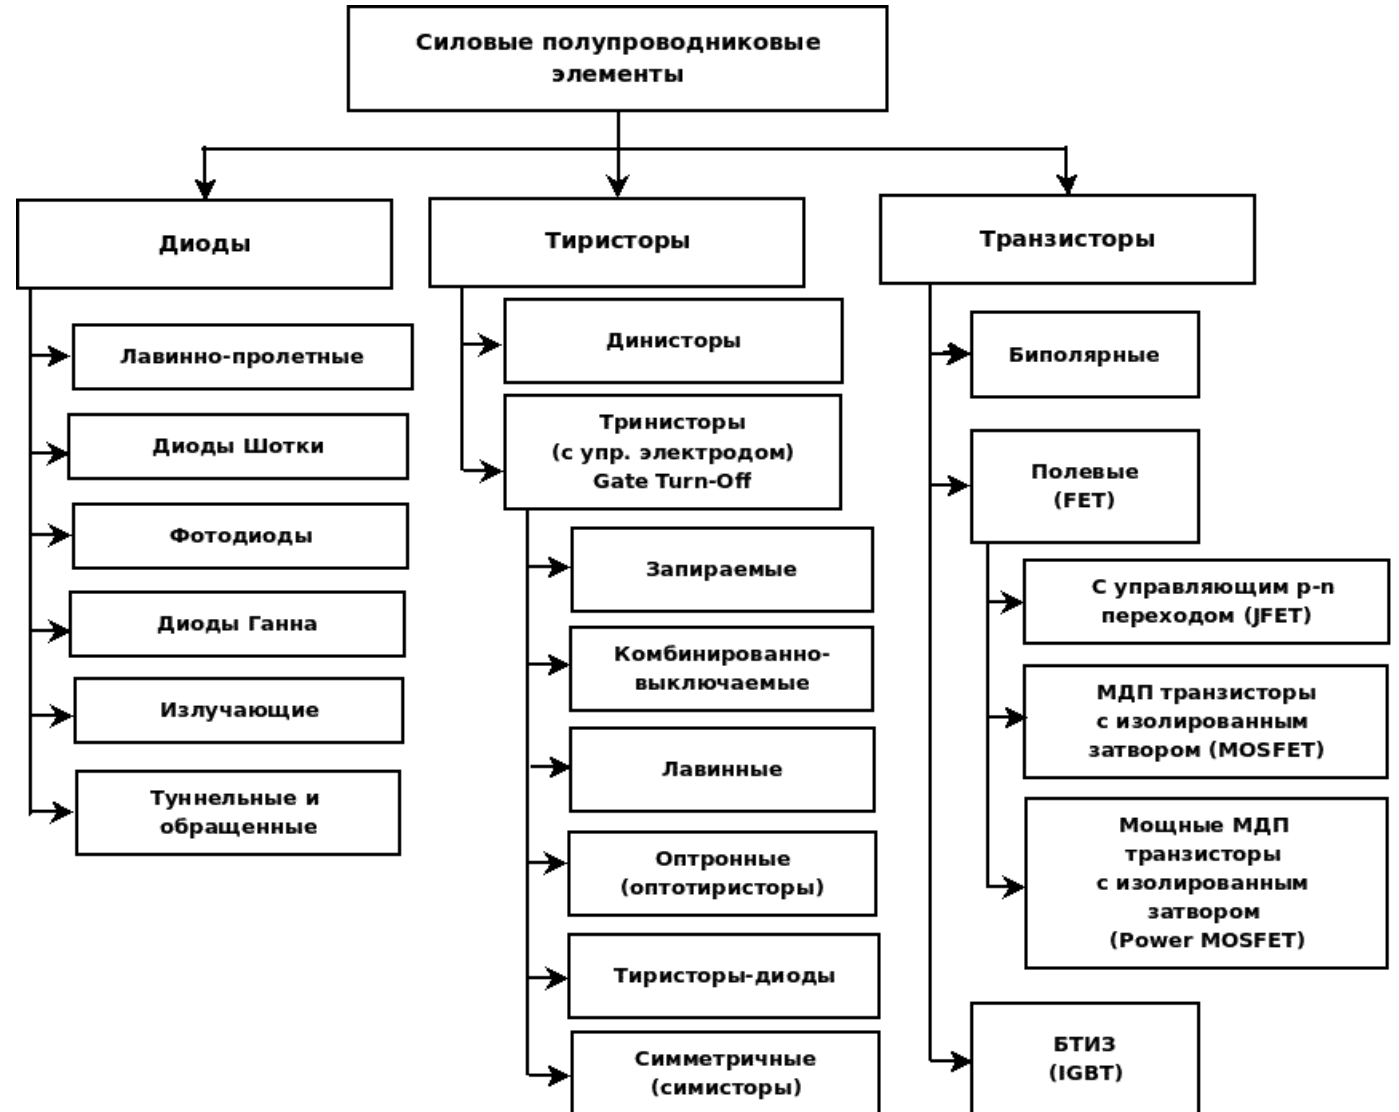 Силовые полупроводниковые
элементы
Диоды
Лавинно-пролетные
Диоды Шотки
Фотодиоды
Диоды Ганна
Излучающие
Туннельные и
обращенные
Тиристоры
Динисторы
Тринисторы
(с упр. электродом)
Gate Turn-Off
Запираемые
Комбинированно-
выключаемые
Лавинные
Оптронные
(оптотиристоры)
Тиристоры-диоды
Симметричные
(симисторы)
Транзисторы
Биполярные
Полевые
(FET)
С управляющим p-n
переходом (JFET)
МДП транзисторы
с изолированным
затвором (MOSFET)
Мощные МДП
транзисторы
с изолированным
затвором
(Power MOSFET)
БТИЗ
(IGBT)